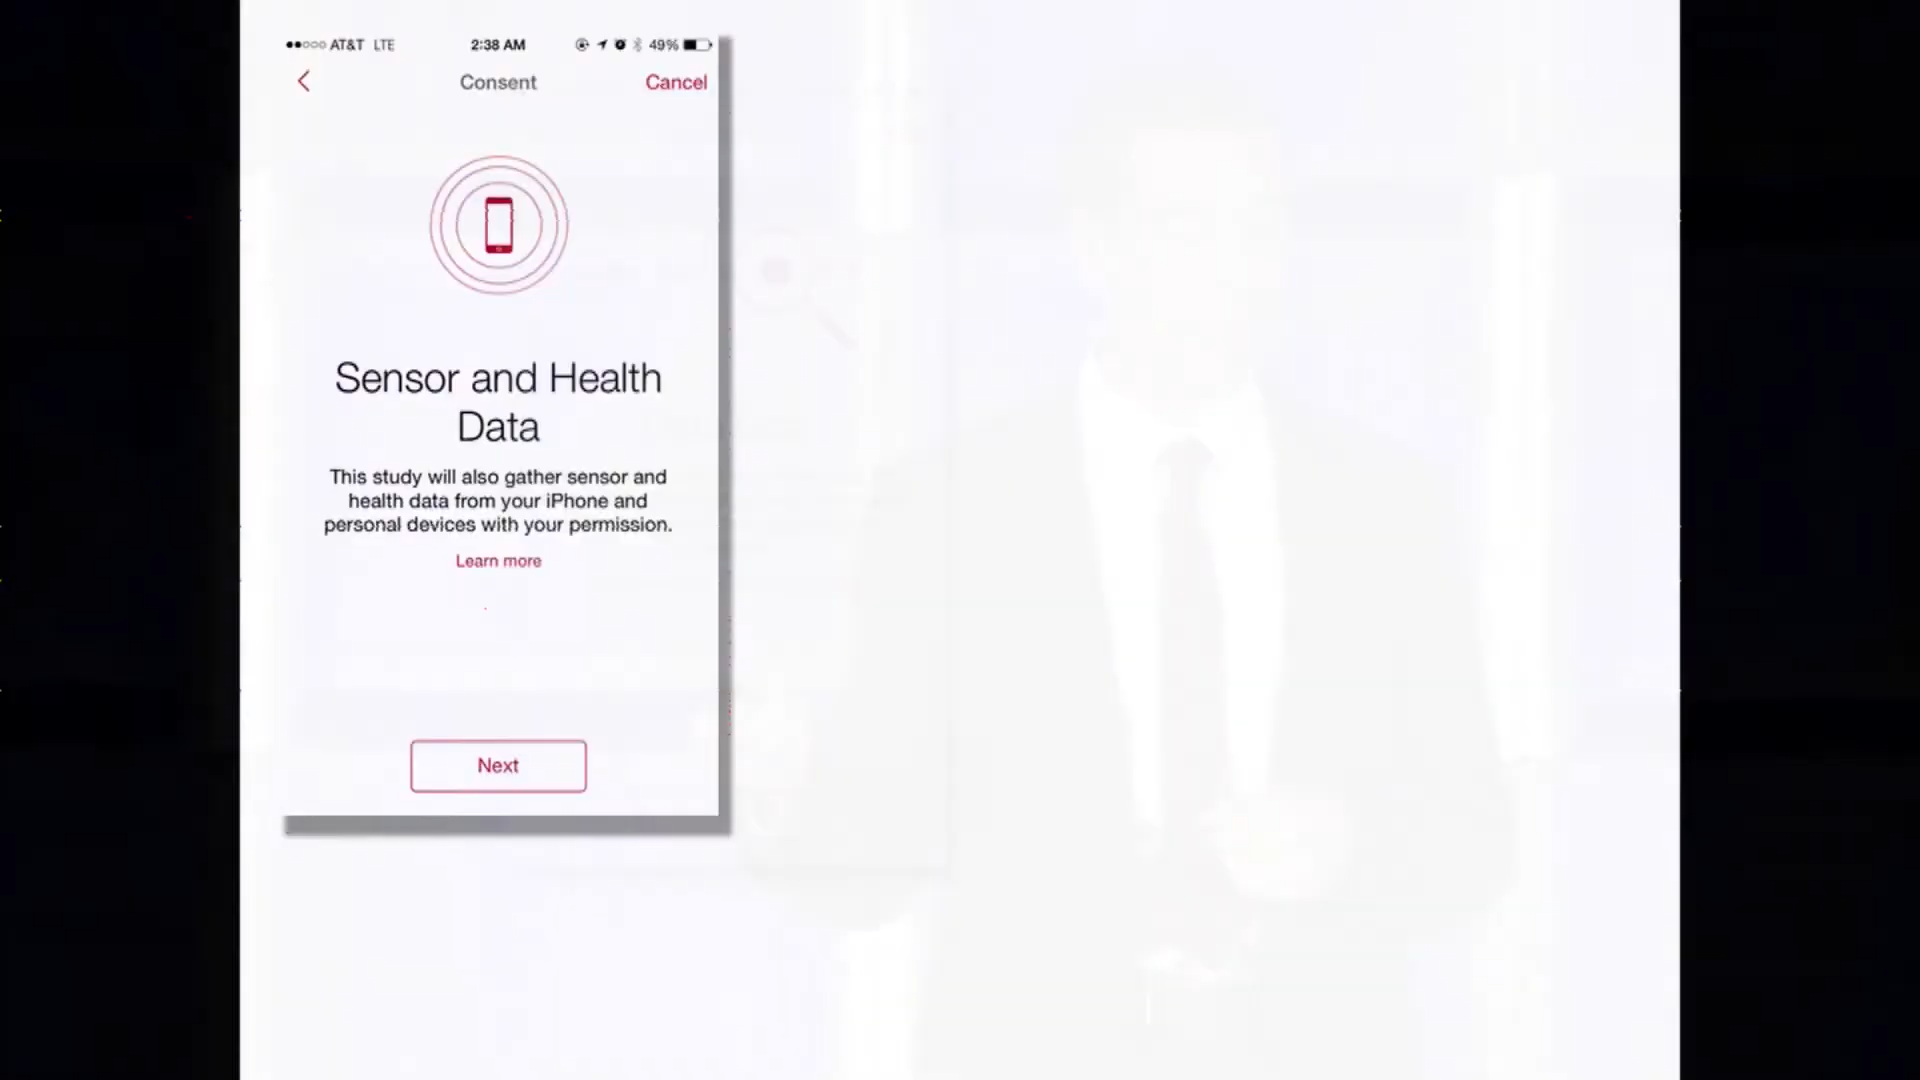 AT&T LTE 2:38 AM 49%
Consent Cancel
Sensor and Health
Data
This study will also gather sensor and
health data from your iPhone and
personal devices with your permission.
Learn more
Next